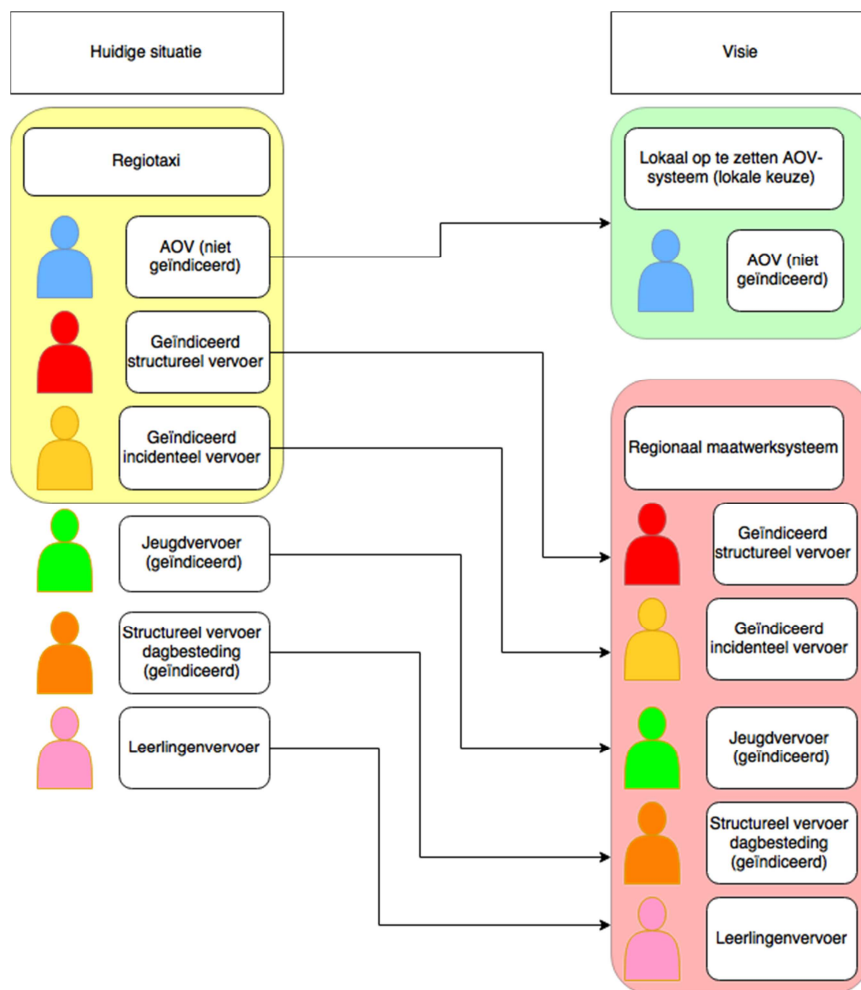 Huidige situatie
Visie
Regiotaxi
AOV (niet
geïndiceerd)
Geïndiceerd
structureel vervoer
Geïndiceerd
incidenteel vervoer
Jeugdvervoer
(geïndiceerd)
Structureel vervoer
dagbesteding
(geïndiceerd)
Leerlingenvervoer
Lokaal op te zetten AOV-
systeem (lokale keuze)
AOV (niet
geïndiceerd)
Regionaal maatwerksysteem
Geïndiceerd
structureel vervoer
Geïndiceerd
incidenteel vervoer
Jeugdvervoer
(geïndiceerd)
Structureel vervoer
dagbesteding
(geïndiceerd)
Leerlingenvervoer